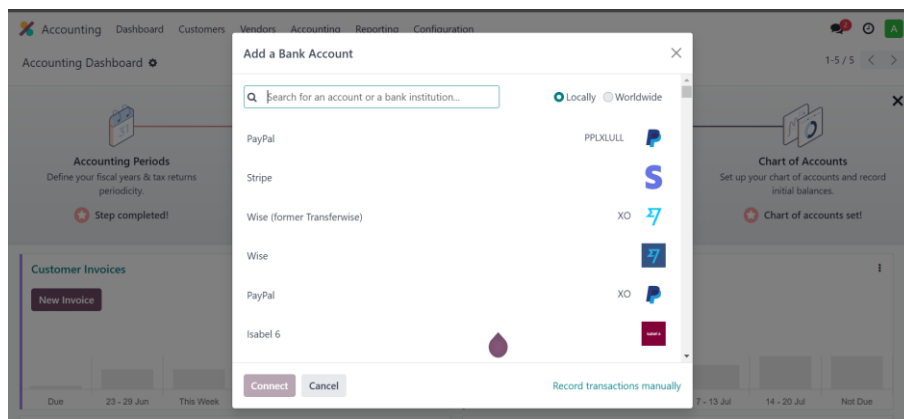 Accounting Dashboard Customers Vendors Accounting Reporting Configuration 2 A
Accounting Dashboard 1-5 / 5
Add a Bank Account
Search for an account or a bank institution... Locally Worldwide
PayPal PPLXLULL
Stripe
Wise (former Transferwise) XO
Wise
PayPal XO
Isabel 6
Connect Cancel Record transactions manually
31
Accounting Periods
Define your fiscal years & tax returns
periodicity.
Step completed!
Chart of Accounts
Set up your chart of accounts and record
initial balances.
Chart of accounts set!
Customer Invoices
New Invoice
Due 23 - 29 Jun This Week 7 - 13 Jul 14 - 20 Jul Not Due